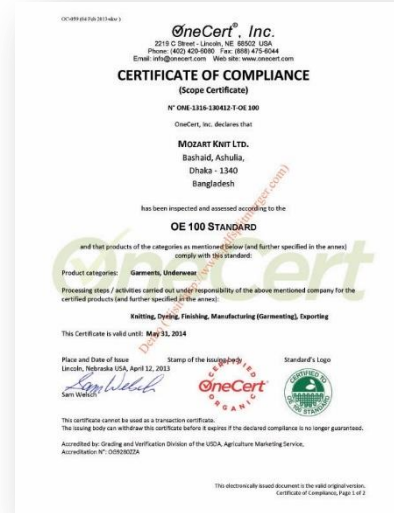 OneCert®, Inc.
2219 C Street - Lincoln, NE 68502 USA
Phone: (402) 420-6080 Fax: (888) 475-6044
Email: info@onecert.com Web site: www.onecert.com
CERTIFICATE OF COMPLIANCE
(Scope Certificate)
N° ONE-1316-130412-T-OE 100
OneCert, Inc. declares that
MOZART KNIT LTD.
Bashaid, Ashulia,
Dhaka - 1340
Bangladesh
has been inspected and assessed according to the
OE 100 STANDARD
and that products of the categories as mentioned below (and further specified in the annex)
comply with this standard:
Product categories: Garments, Underwear
Processing steps / activities carried out under responsibility of the above mentioned company for the
certified products (and further specified in the annex):
Knitting, Dyeing, Finishing, Manufacturing (Garmenting), Exporting
This Certificate is valid until: May 31, 2014
Place and Date of Issue Stamp of the issuing body Standard's Logo
Lincoln, Nebraska USA, April 12, 2013
Sam Welsch
OneCert
ORGANIC
CERTIFIED TO
OE 100 STANDARD
Sam Welsch
This certificate cannot be used as a transaction certificate.
The issuing body can withdraw this certificate before it expires if the declared compliance is no longer guaranteed.
Accredited by: Grading and Verification Division of the USDA, Agriculture Marketing Service,
Accreditation N°: OG9280ZZA
This electronically issued document is the valid original version.
Certificate of Compliance, Page 1 of 2
OneCert